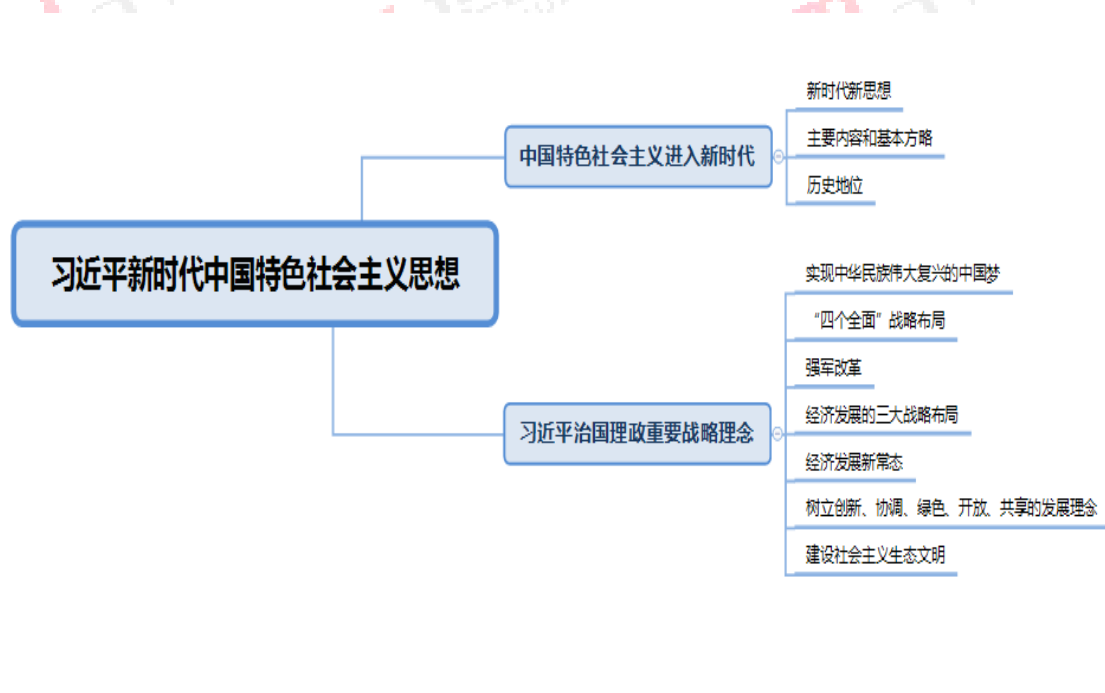 习近平新时代中国特色社会主义思想
中国特色社会主义进入新时代
新时代新思想
主要内容和基本方略
历史地位
习近平治国理政重要战略理念
实现中华民族伟大复兴的中国梦
“四个全面”战略布局
强军改革
经济发展的三大战略布局
经济发展新常态
树立创新、协调、绿色、开放、共享的发展理念
建设社会主义生态文明